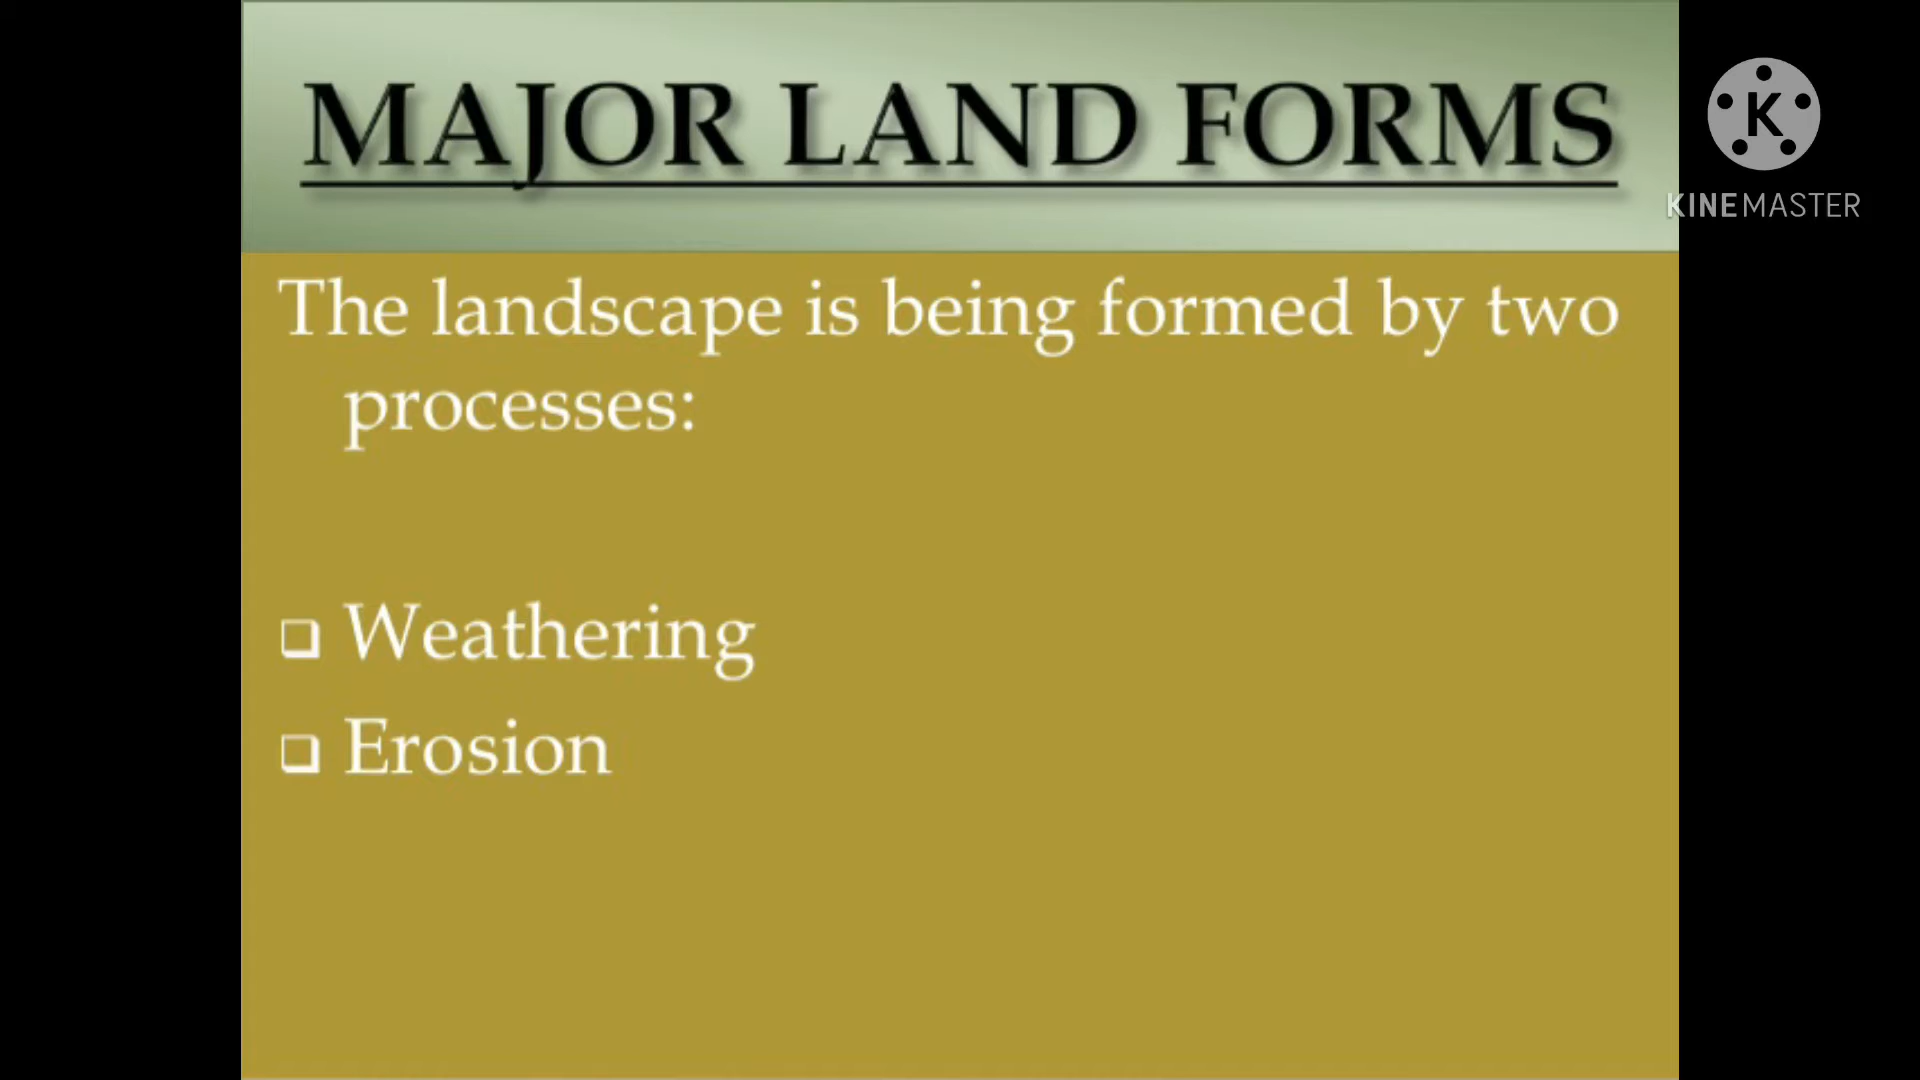 MAJOR LAND FORMS
K
KINEMASTER
The landscape is being formed by two
processes:
❑ Weathering
❑ Erosion